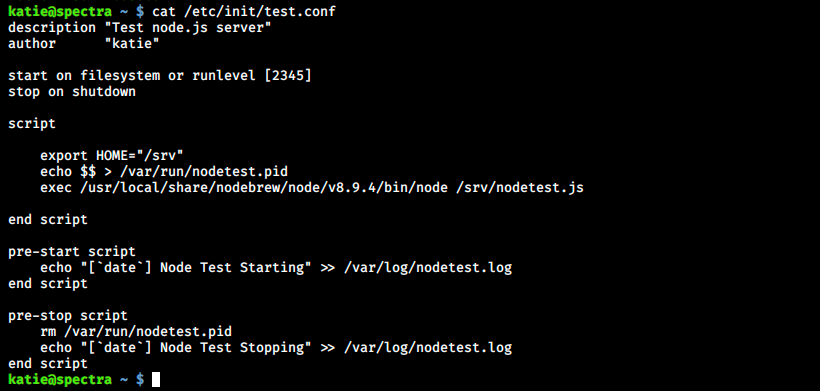 katie@spectra ~ $ cat /etc/init/test.conf
description "Test node.js server"
author      "katie"

start on filesystem or runlevel [2345]
stop on shutdown

script

    export HOME="/srv"
    echo $$ > /var/run/nodetest.pid
    exec /usr/local/share/nodebrew/node/v8.9.4/bin/node /srv/nodetest.js

end script

pre-start script
    echo "[`date`] Node Test Starting" >> /var/log/nodetest.log
end script

pre-stop script
    rm /var/run/nodetest.pid
    echo "[`date`] Node Test Stopping" >> /var/log/nodetest.log
end script
katie@spectra ~ $